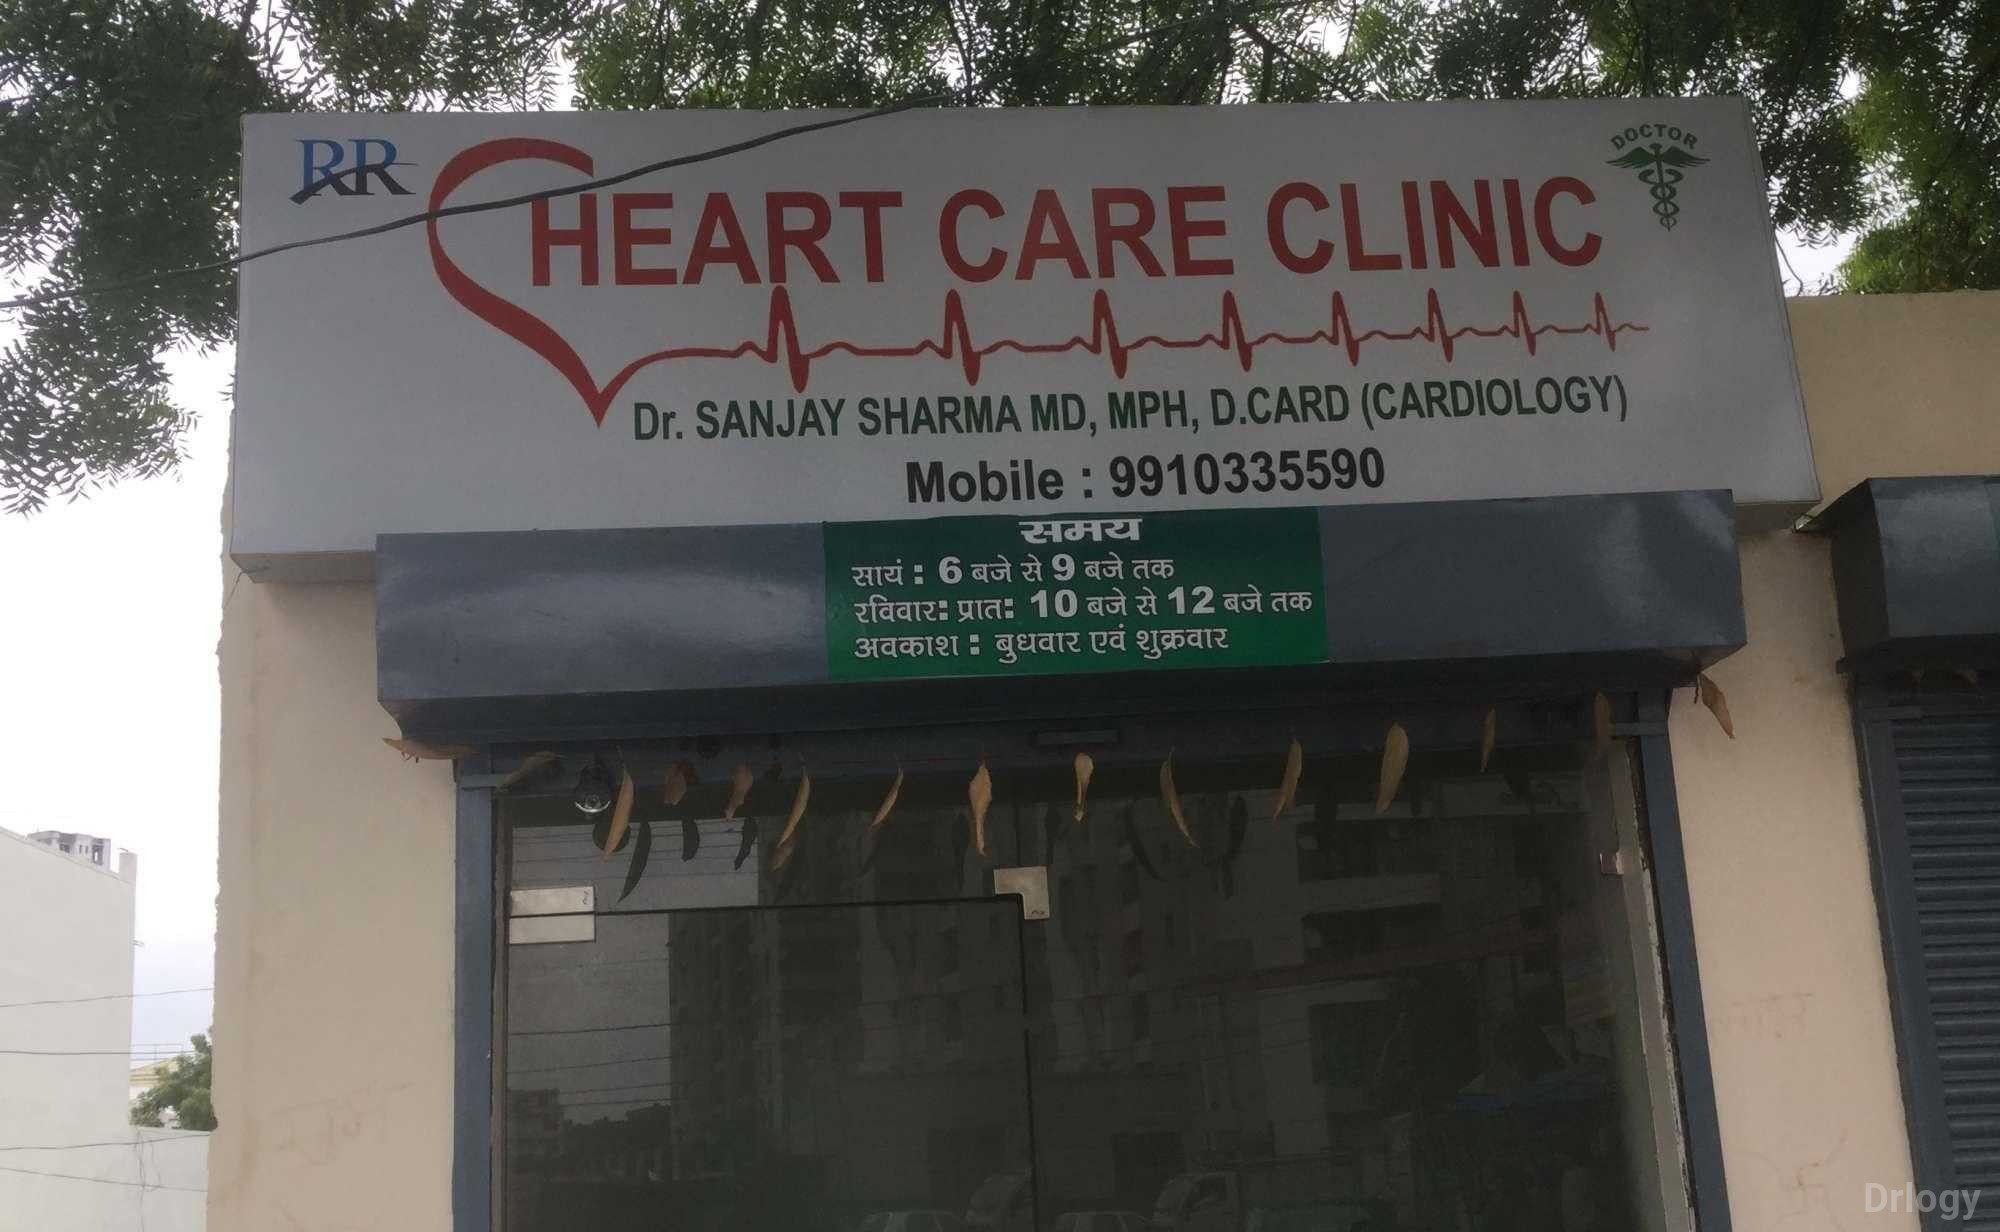 RR
DOCTOR
HEART CARE CLINIC
Dr. SANJAY SHARMA MD, MPH, D.CARD (CARDIOLOGY)
Mobile : 9910335590
समय
सायं : 6 बजे से 9 बजे तक
रविवार: प्रात: 10 बजे से 12 बजे तक
अवकाश : बुधवार एवं शुक्रवार
Drlogy